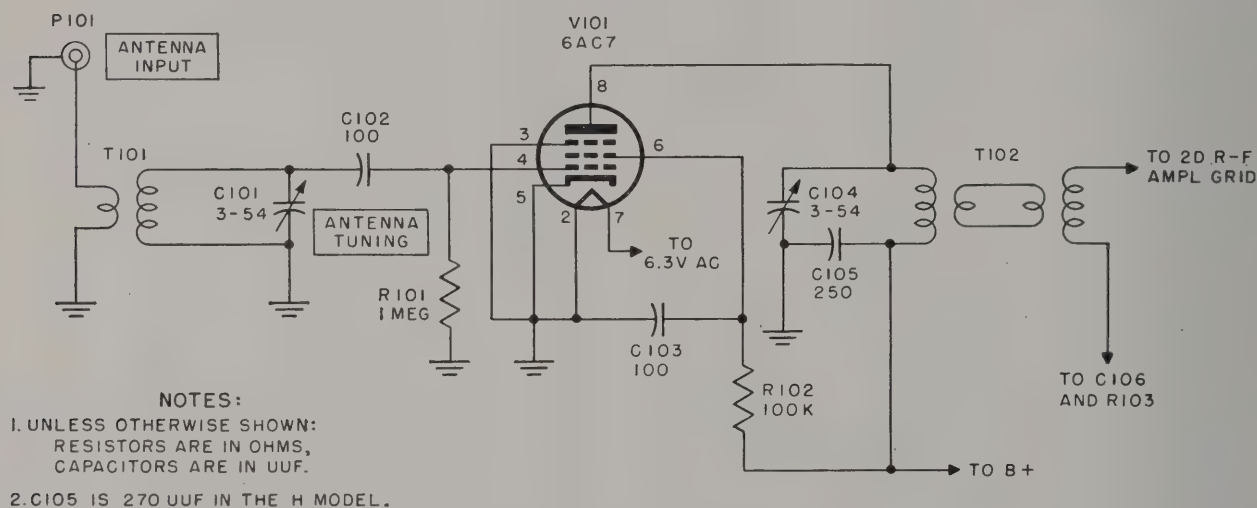 P101
ANTENNA
INPUT
V101
6AC7
8
C102
100
3
4
5
2
7
6
T101
C101
3-54
ANTENNA
TUNING
R101
1 MEG
TO
6.3V AC
C103
100
R102
100K
C104
3-54
C105
250
T102
TO 2D R-F
AMPL GRID
TO C106
AND R103
TO B+
NOTES:
1. UNLESS OTHERWISE SHOWN:
RESISTORS ARE IN OHMS,
CAPACITORS ARE IN UUF.
2. C105 IS 270 UUF IN THE H MODEL.